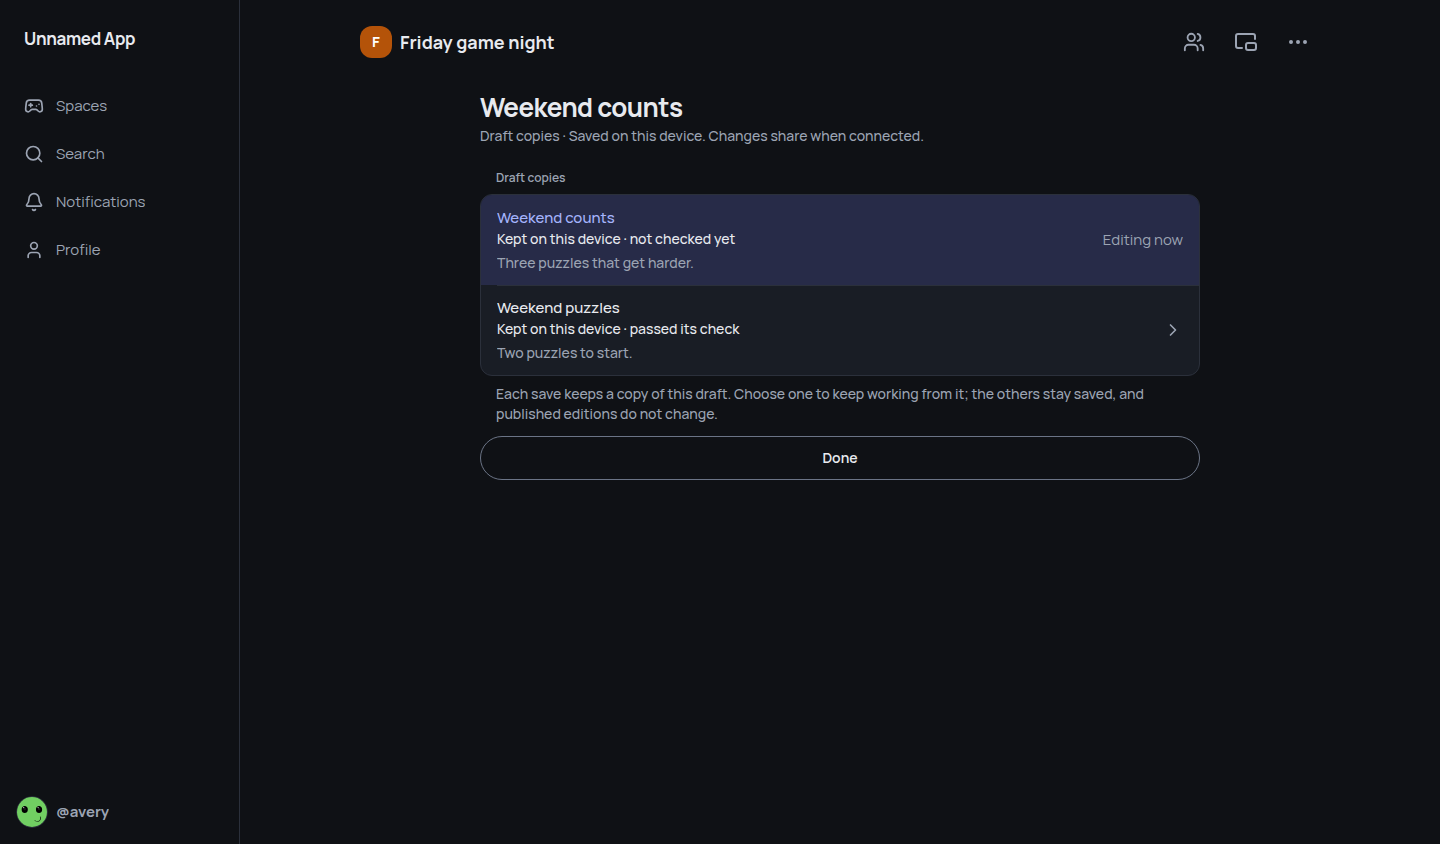 Unnamed App
Spaces
Search
Notifications
Profile
@avery
F Friday game night
Weekend counts
Draft copies · Saved on this device. Changes share when connected.
Draft copies
Weekend counts
Kept on this device · not checked yet
Editing now
Three puzzles that get harder.
Weekend puzzles
Kept on this device · passed its check
Two puzzles to start.
Each save keeps a copy of this draft. Choose one to keep working from it; the others stay saved, and
published editions do not change.
Done